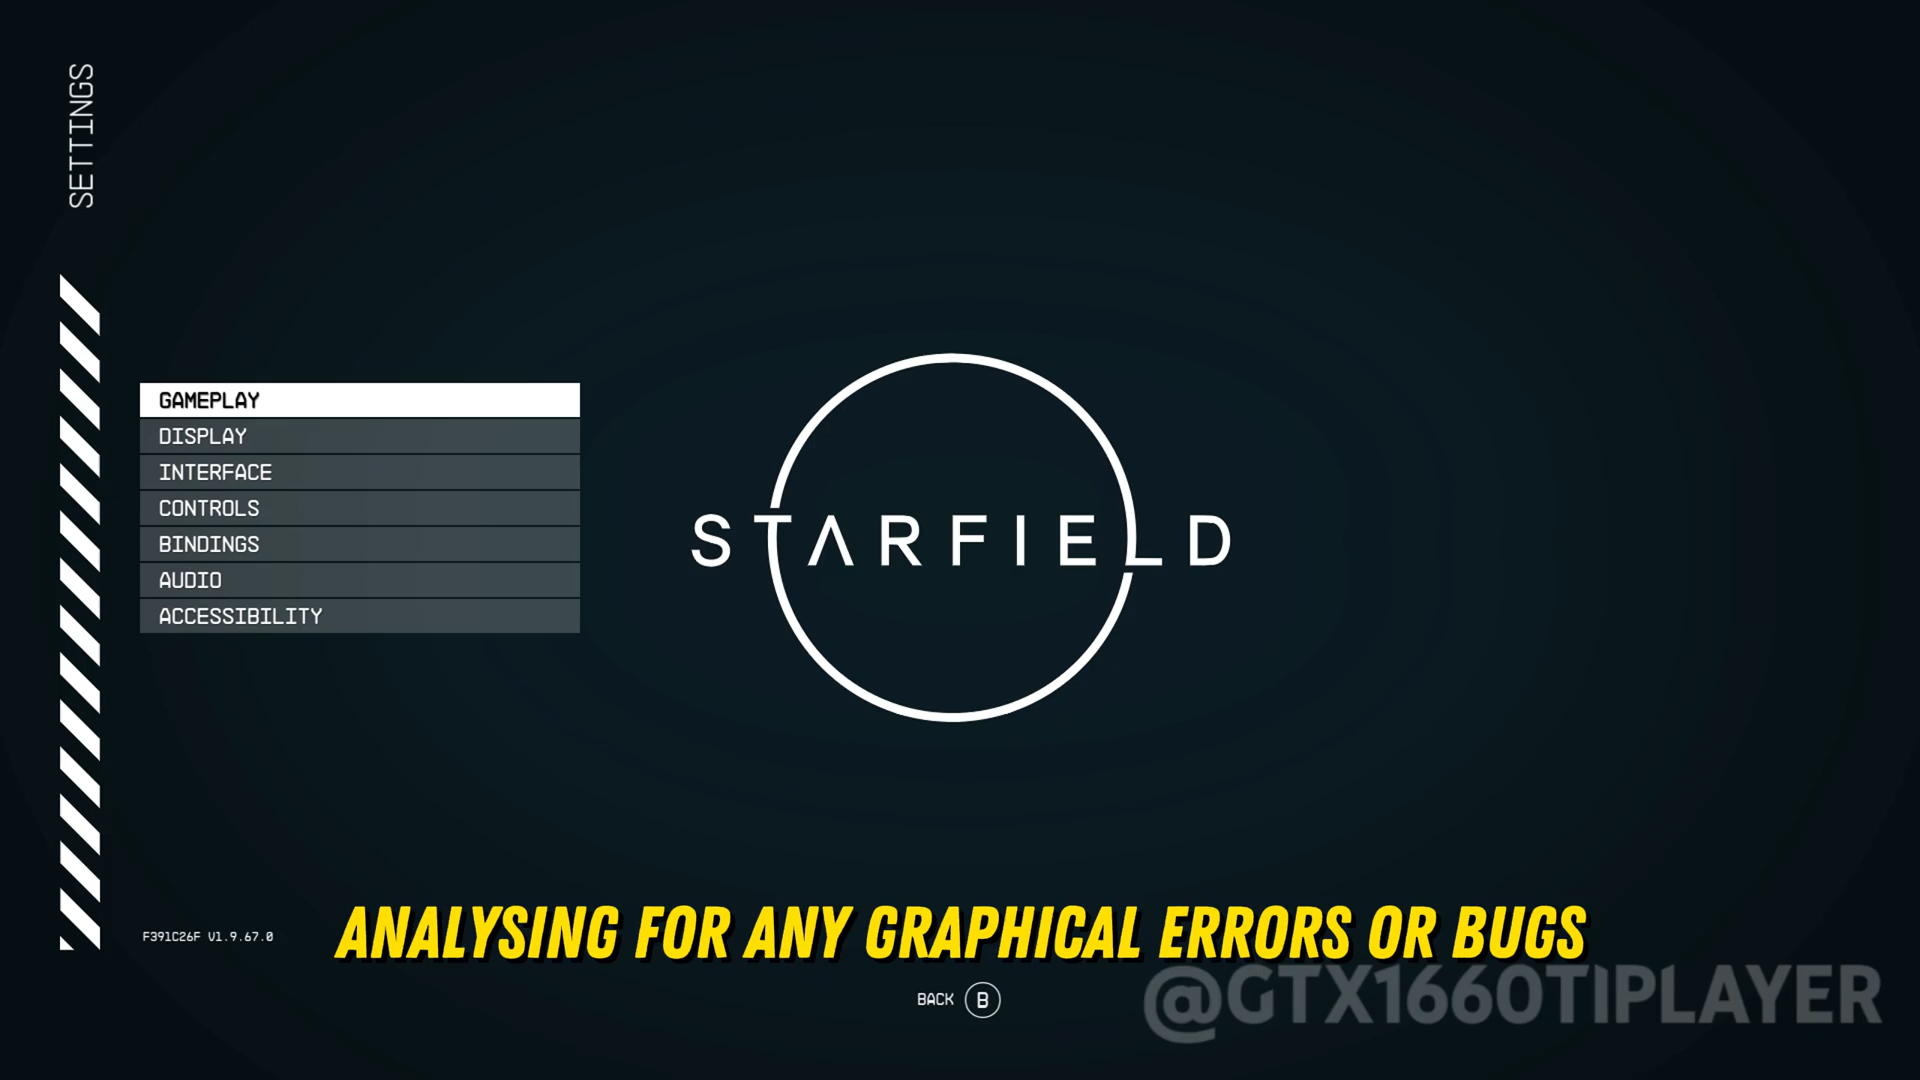 SETTINGS
GAMEPLAY
DISPLAY
INTERFACE
CONTROLS
BINDINGS
AUDIO
ACCESSIBILITY
STARFIELD
F391C26F V1.9.67.0
ANALYSING FOR ANY GRAPHICAL ERRORS OR BUGS
BACK B
@GTX1660TIPLAYER